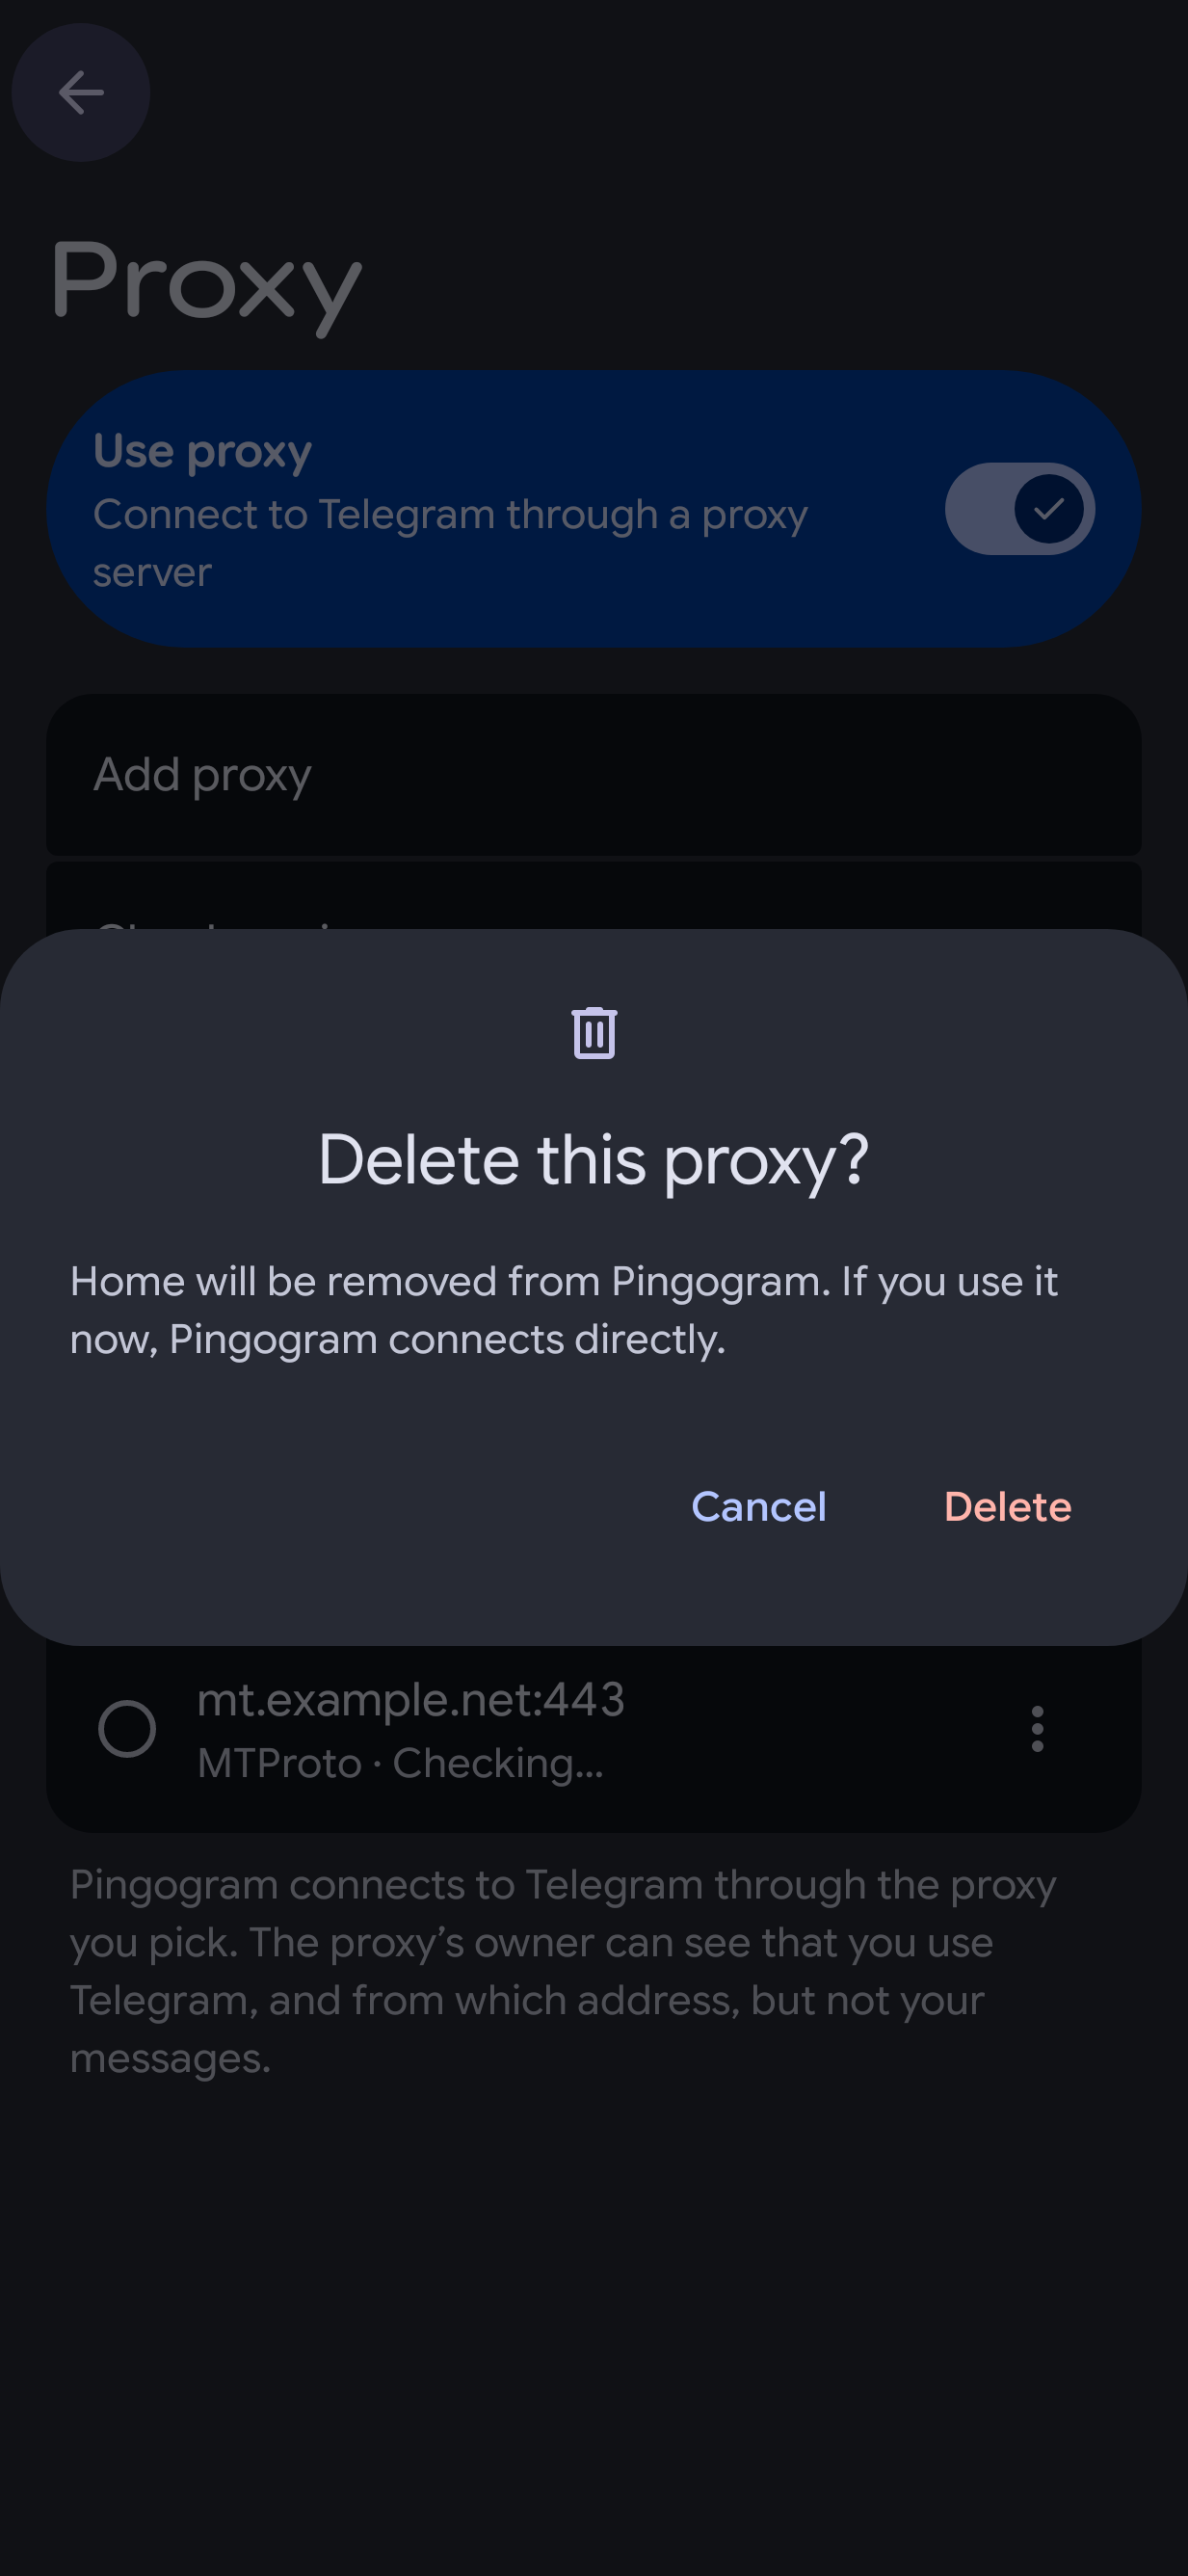 Proxy
Use proxy
Connect to Telegram through a proxy
server
Add proxy
Delete this proxy?
Home will be removed from Pingogram. If you use it
now, Pingogram connects directly.
Cancel
Delete
mt.example.net:443
MTProto · Checking…
Pingogram connects to Telegram through the proxy
you pick. The proxy’s owner can see that you use
Telegram, and from which address, but not your
messages.